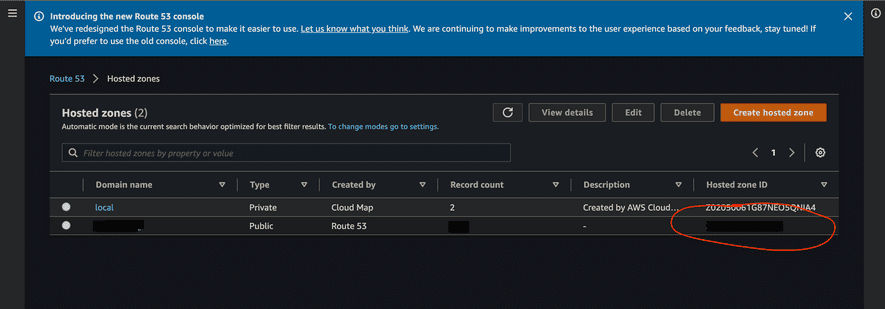 Introducing the new Route 53 console
We've redesigned the Route 53 console to make it easier to use. Let us know what you think. We are continuing to make improvements to the user experience based on your feedback, stay tuned! If
you'd prefer to use the old console, click here.
Route 53 > Hosted zones
Hosted zones (2)
View details
Edit
Delete
Create hosted zone
Automatic mode is the current search behavior optimized for best filter results. To change modes go to settings.
Filter hosted zones by property or value
1
Domain name Type Created by Record count Description Hosted zone ID
local Private Cloud Map 2 Created by AWS Cloud...
Public Route 53 -